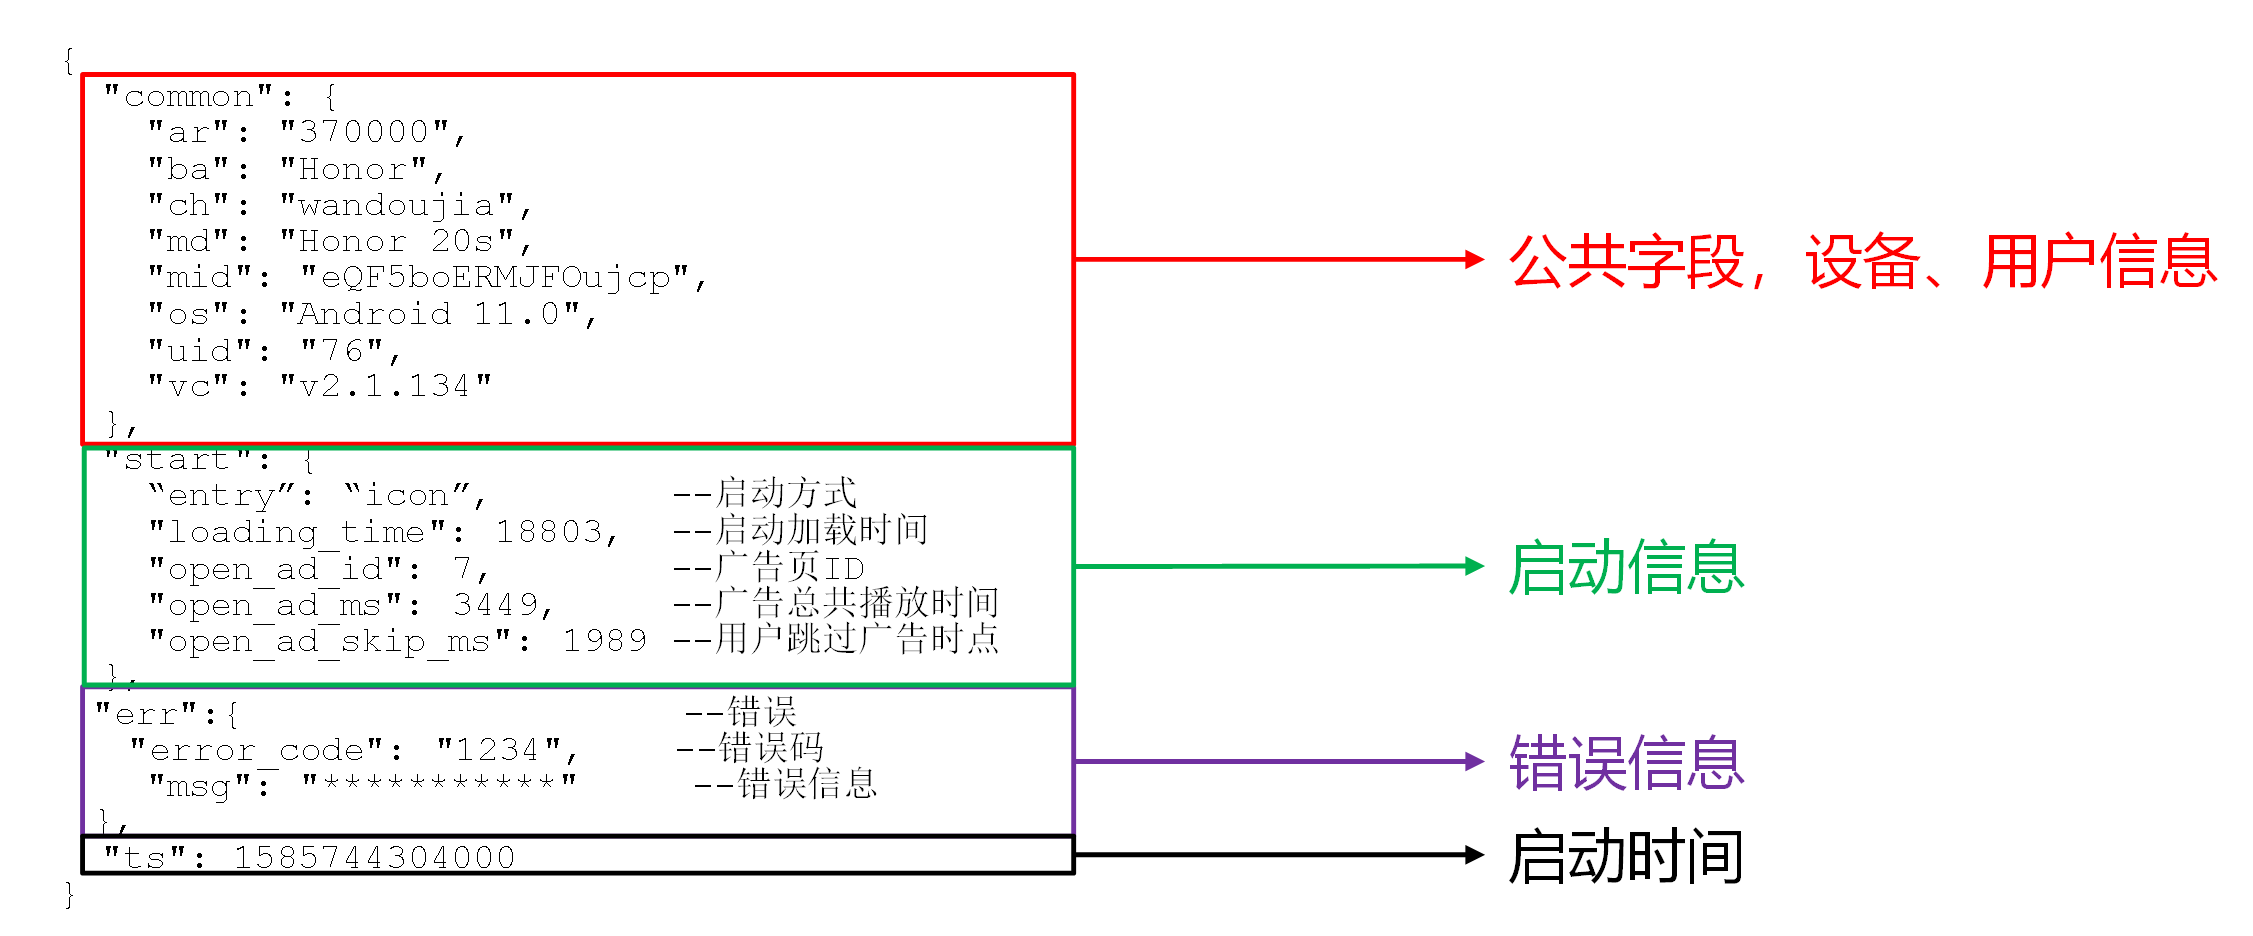 {
"common": {
"ar": "370000",
"ba": "Honor",
"ch": "wandoujia",
"md": "Honor 20s",
"mid": "eQF5boERMJFOujcp",
"os": "Android 11.0",
"uid": "76",
"vc": "v2.1.134"
},
公共字段，设备、用户信息
"start": {
“entry”: “icon”, --启动方式
"loading_time": 18803, --启动加载时间
"open_ad_id": 7, --广告页ID
"open_ad_ms": 3449, --广告总共播放时间
"open_ad_skip_ms": 1989 --用户跳过广告时点
},
启动信息
"err":{ --错误
"error_code": "1234", --错误码
"msg": "***********" --错误信息
},
错误信息
"ts": 1585744304000
启动时间
}